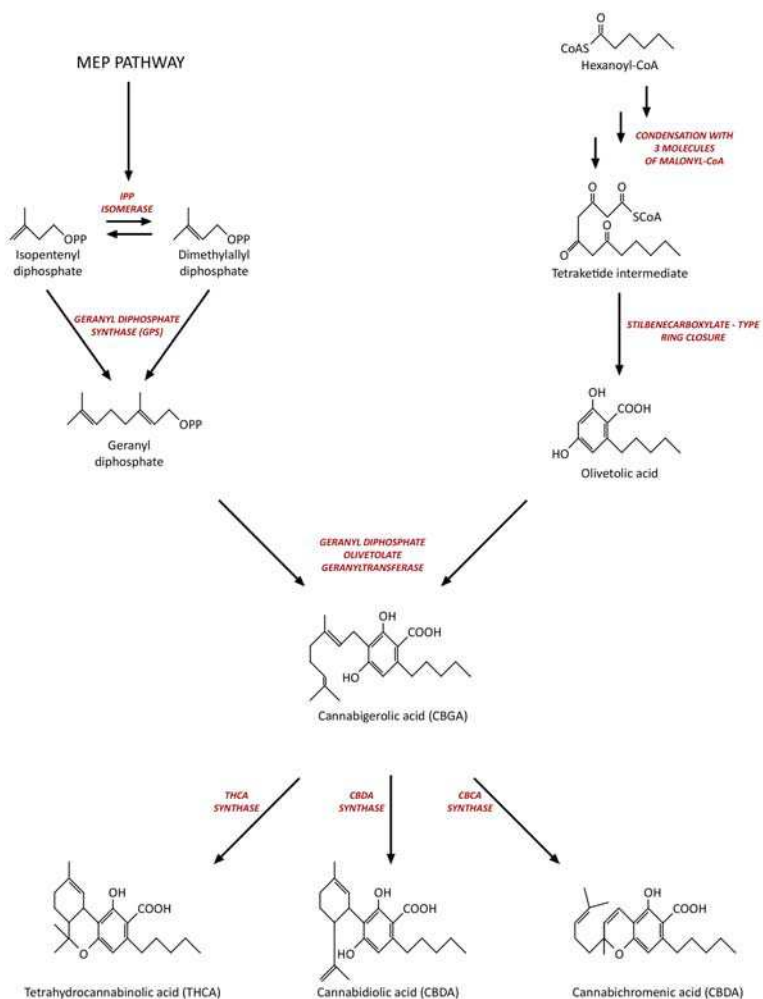 MEP PATHWAY
O
CoAS
Hexanoyl-CoA
CONDENSATION WITH
3 MOLECULES
OF MALONYL-CoA
IPP
ISOMERASE
OPP
Isopentenyl
diphosphate
OPP
Dimethylallyl
diphosphate
O
O
SCoA
O
O
Tetraketide intermediate
GERANYL DIPHOSPHATE
SYNTHASE (GPS)
STILBENECARBOXYLATE - TYPE
RING CLOSURE
OPP
Geranyl
diphosphate
OH
COOH
HO
Olivetolic acid
GERANYL DIPHOSPHATE
OLIVETOLATE
GERANYLTRANSFERASE
OH
COOH
HO
Cannabigerolic acid (CBGA)
THCA
SYNTHASE
CBDA
SYNTHASE
CBCA
SYNTHASE
OH
COOH
O
Tetrahydrocannabinolic acid (THCA)
OH
COOH
HO
Cannabidiolic acid (CBDA)
OH
COOH
O
Cannabichromenic acid (CBDA)